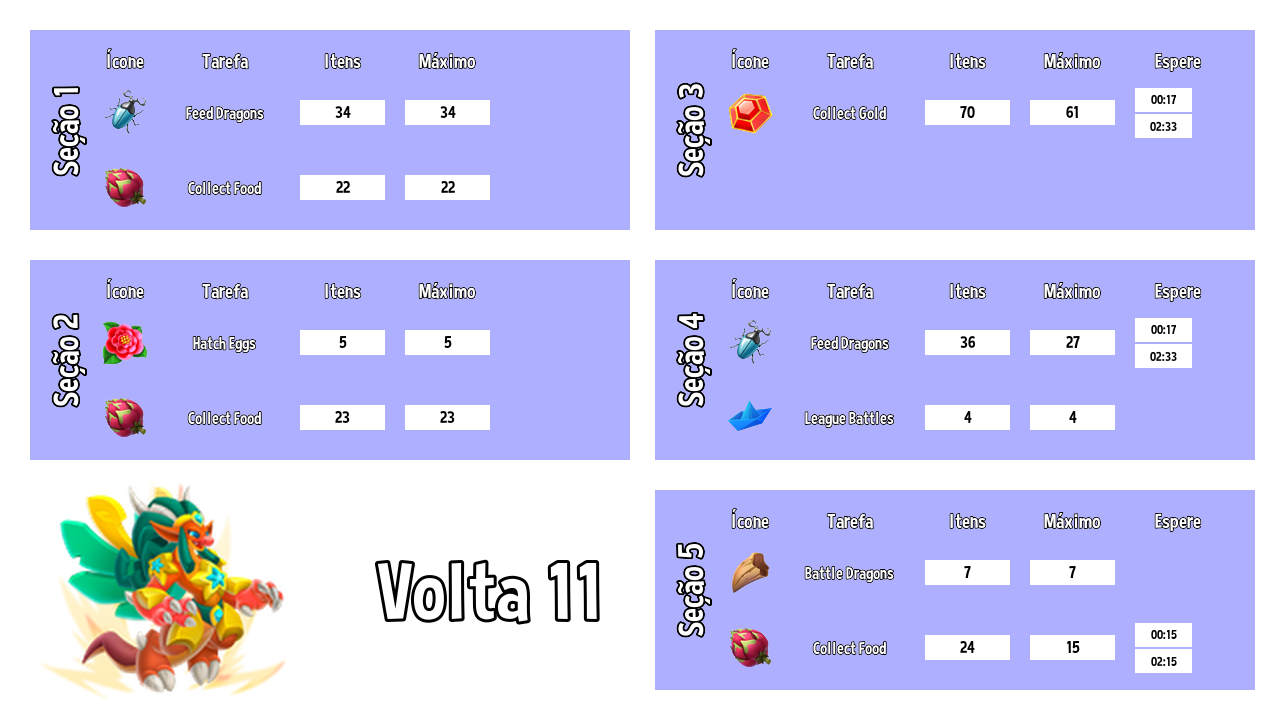 Seção 1
Ícone Tarefa Itens Máximo
Feed Dragons 34 34
Collect Food 22 22
Seção 2
Ícone Tarefa Itens Máximo
Hatch Eggs 5 5
Collect Food 23 23
Seção 3
Ícone Tarefa Itens Máximo Espere
Collect Gold 70 61 00:17
02:33
Seção 4
Ícone Tarefa Itens Máximo Espere
Feed Dragons 36 27 00:17
02:33
League Battles 4 4
Seção 5
Ícone Tarefa Itens Máximo Espere
Battle Dragons 7 7
Collect Food 24 15 00:15
02:15
Volta 11